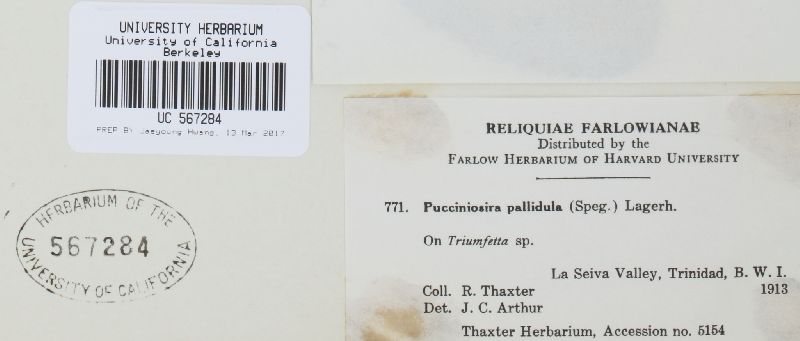 UNIVERSITY HERBARIUM
University of California
Berkeley
UC 567284
PREP BY Jaeyoung Hwang, 13 Mar 2017
HERBARIUM OF THE
567284
UNIVERSITY OF CALIFORNIA
RELIQUIAE FARLOWIANAE
Distributed by the
FARLOW HERBARIUM OF HARVARD UNIVERSITY
771. Pucciniosira pallidula (Speg.) Lagerh.
On Triumfetta sp.
La Seiva Valley, Trinidad, B. W. I.
Coll. R. Thaxter 1913
Det. J. C. Arthur
Thaxter Herbarium, Accession no. 5154